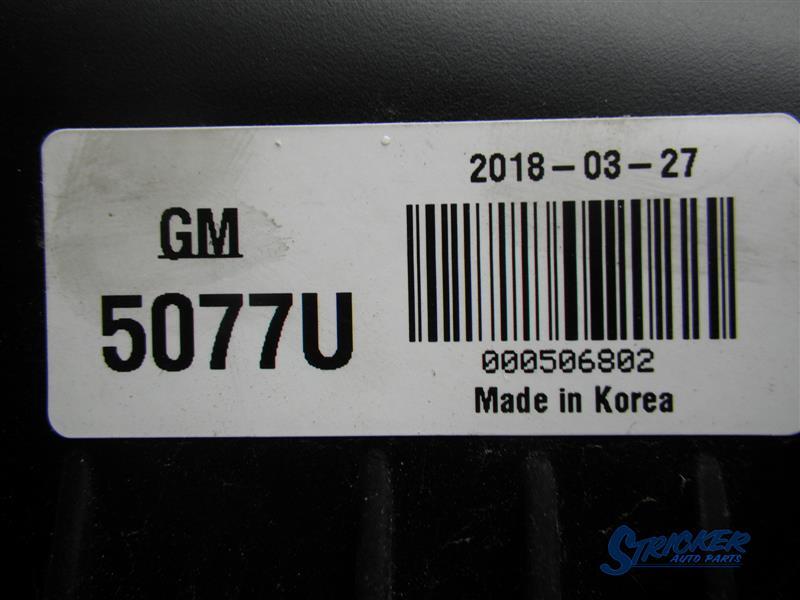 2018-03-27
GM
5077U
000506802
Made in Korea
STRICKER
AUTO PARTS